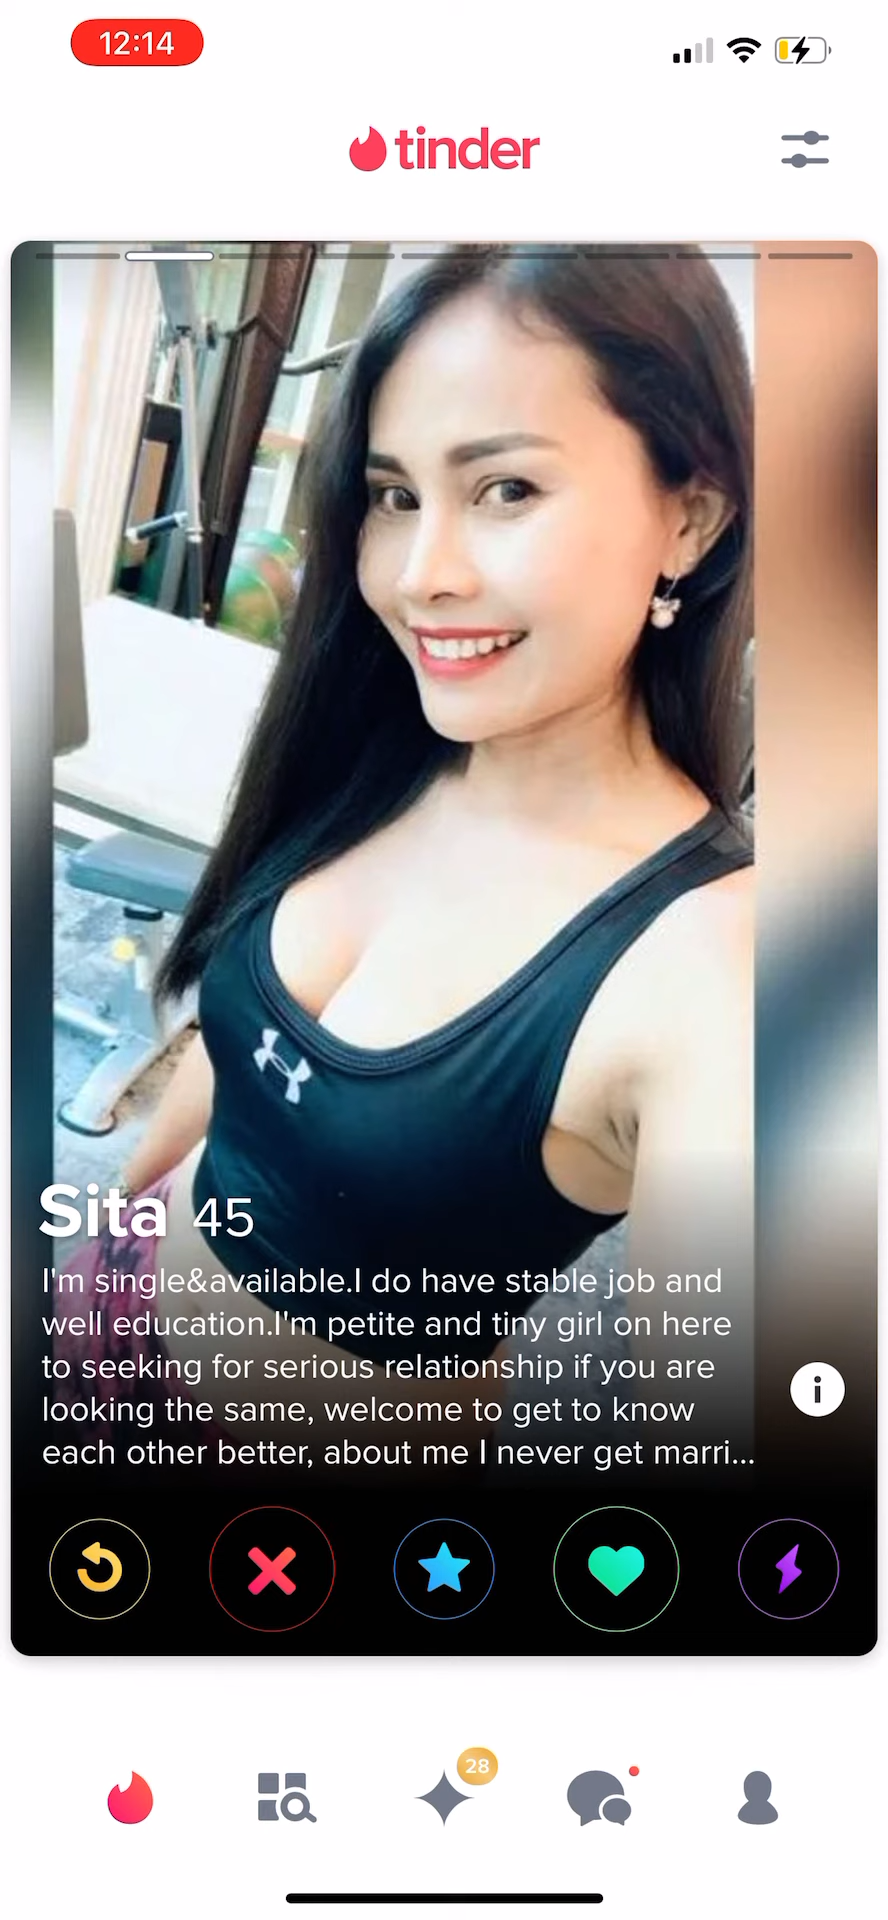 12:14
tinder
Sita 45
I'm single&available.I do have stable job and
well education.I'm petite and tiny girl on here
to seeking for serious relationship if you are
looking the same, welcome to get to know
each other better, about me I never get marri...
i
28